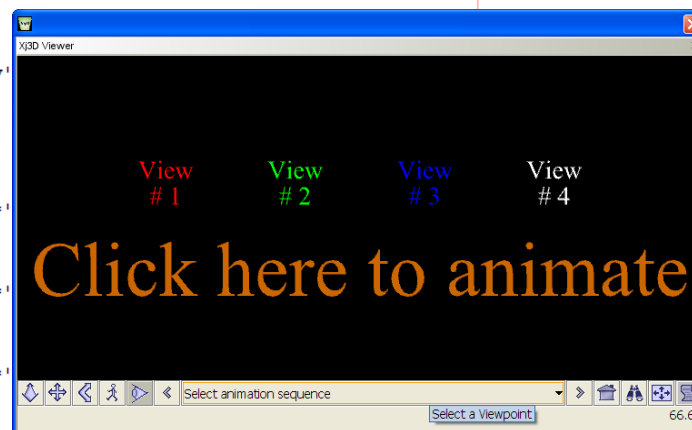 Xj3D Viewer
View View View View
# 1 # 2 # 3 # 4
Click here to animate
Select animation sequence
Select a Viewpoint
66.6